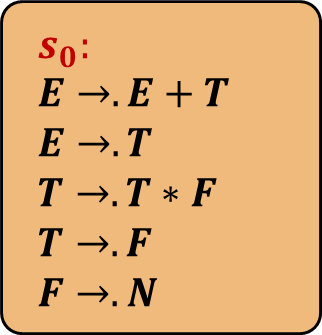 s₀:
E →. E + T
E →. T
T →. T * F
T →. F
F →. N